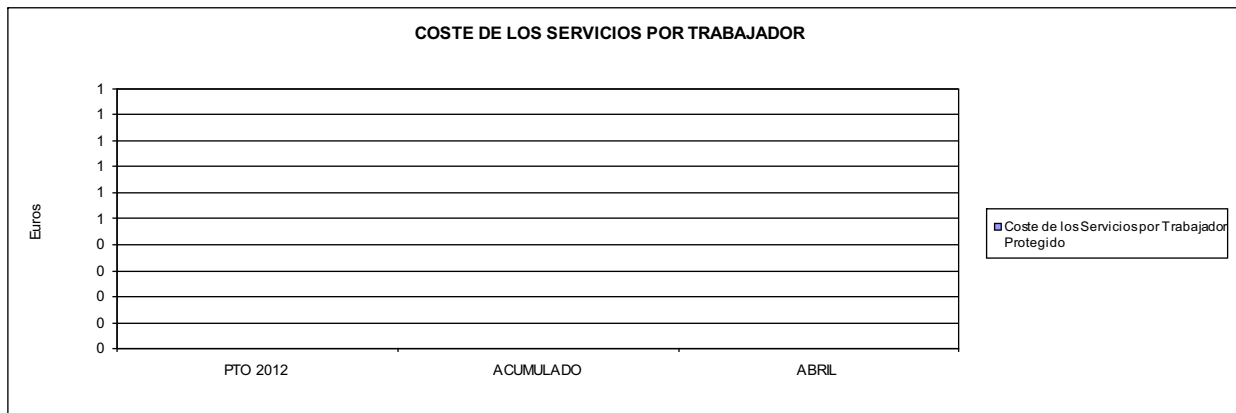 COSTE DE LOS SERVICIOS POR TRABAJADOR
1
1
1
1
1
1
0
0
0
0
0
Euros
PTO 2012 ACUMULADO ABRIL
Coste de los Servicios por Trabajador
Protegido